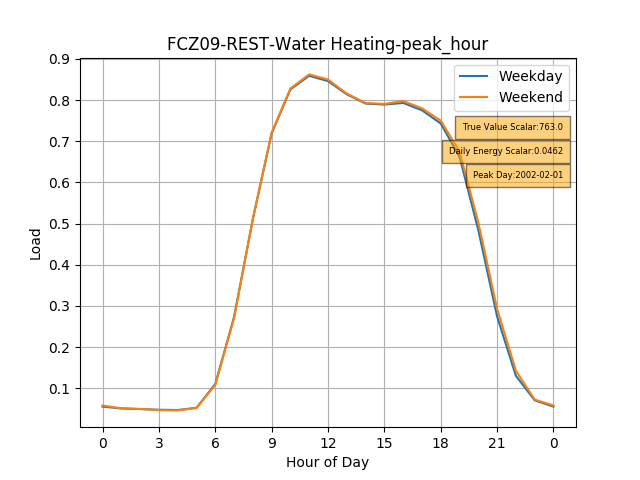 FCZ09-REST-Water Heating-peak_hour
0.9
0.8
0.7
0.6
0.5
0.4
0.3
0.2
0.1
Load
Weekday
Weekend
True Value Scalar:763.0
Daily Energy Scalar:0.0462
Peak Day:2002-02-01
0 3 6 9 12 15 18 21 0
Hour of Day